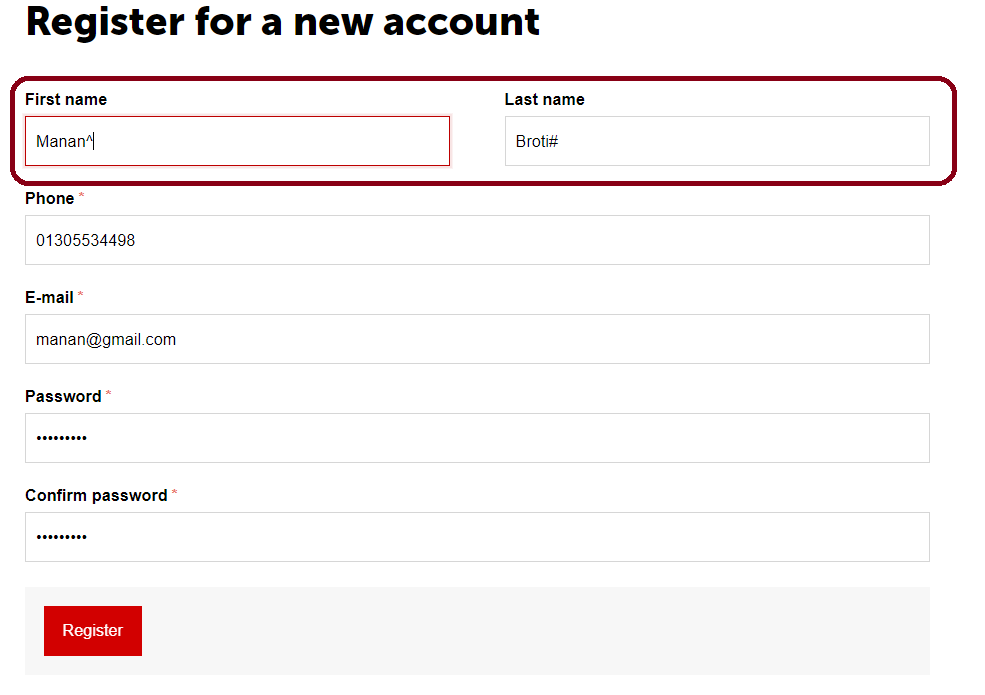 Register for a new account
First name Last name
Manan^ Broti#
Phone *
01305534498
E-mail *
manan@gmail.com
Password *
•••••••••
Confirm password *
•••••••••
Register